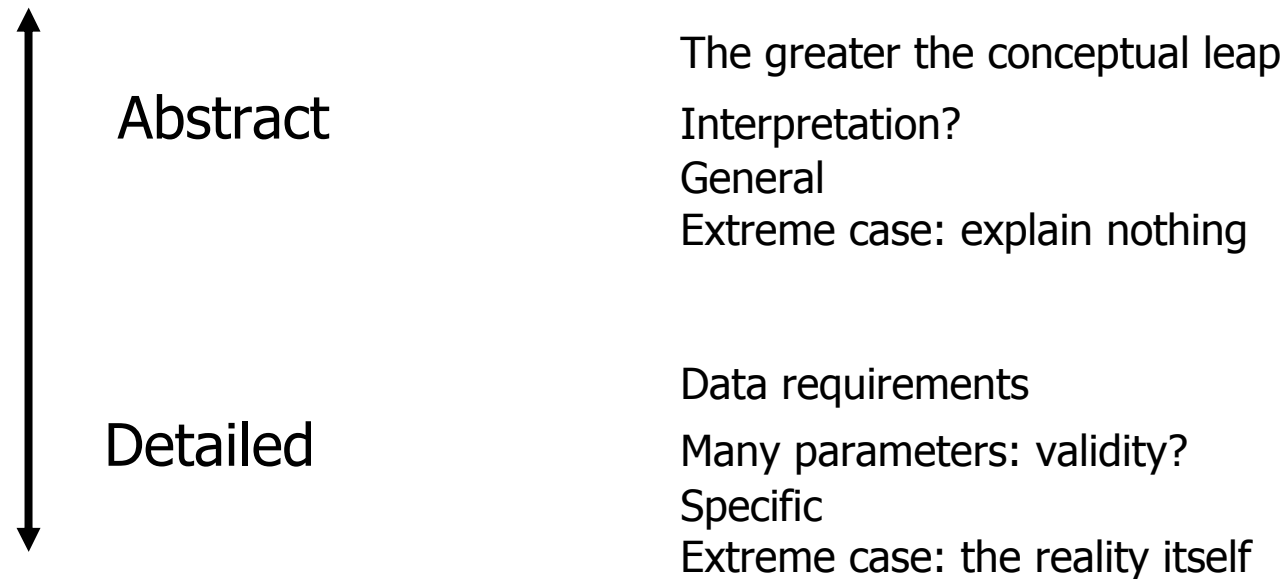 The greater the conceptual leap
Abstract
Interpretation?
General
Extreme case: explain nothing
Data requirements
Detailed
Many parameters: validity?
Specific
Extreme case: the reality itself